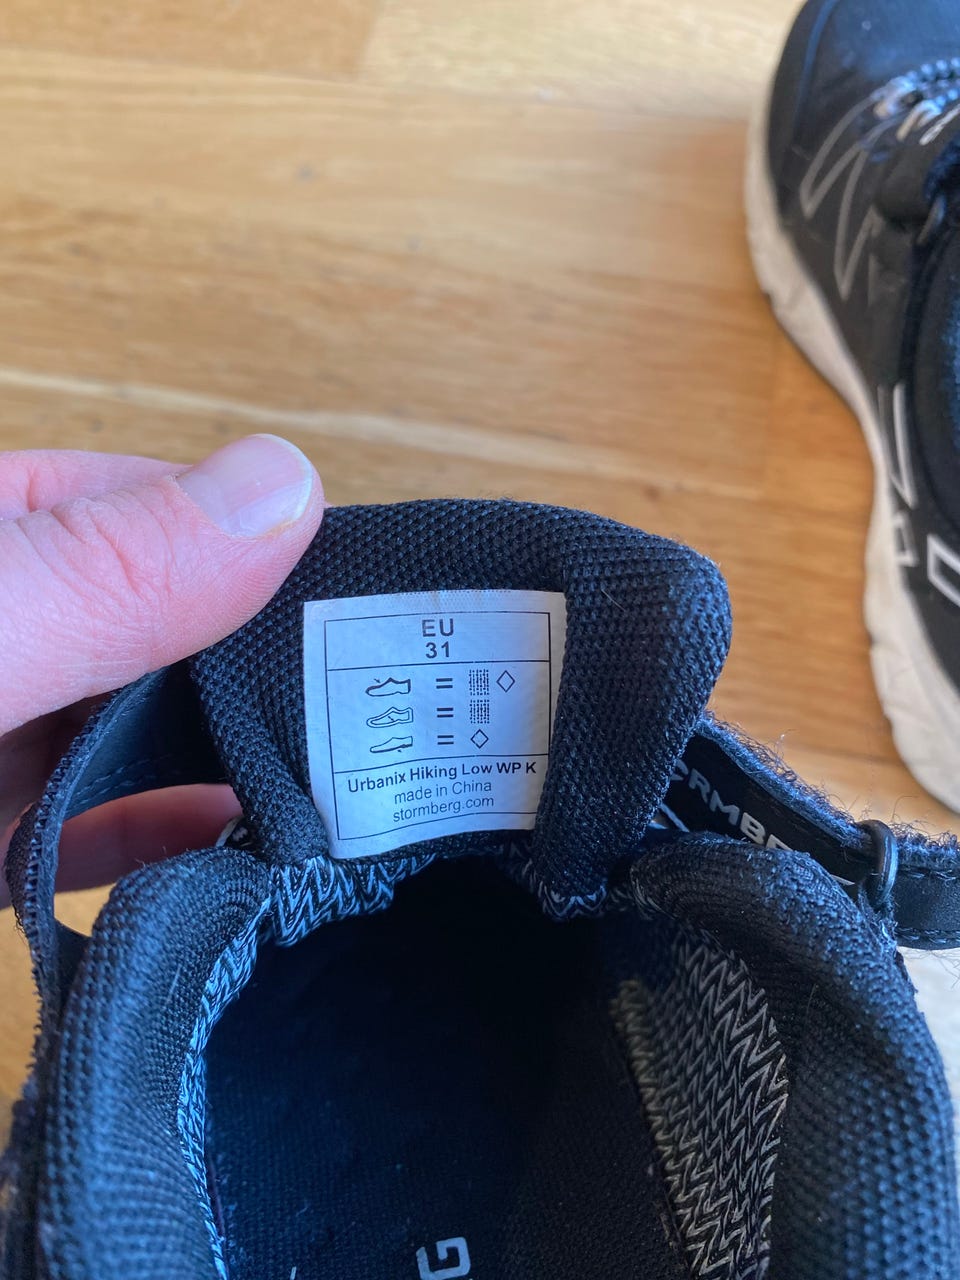 EU
31
=
=
=
Urbanix Hiking Low WP K
made in China
stormberg.com